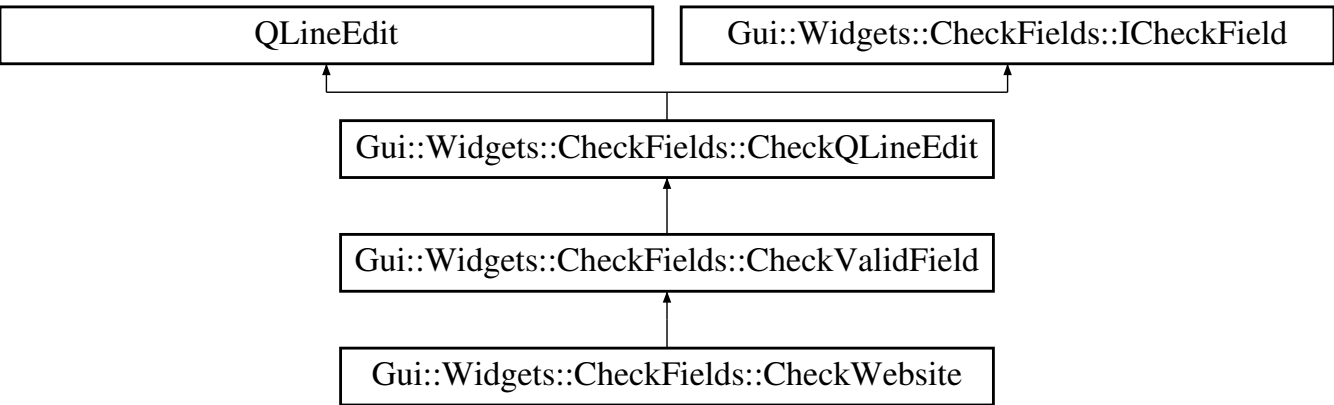 QLineEdit
Gui::Widgets::CheckFields::ICheckField
Gui::Widgets::CheckFields::CheckQLineEdit
Gui::Widgets::CheckFields::CheckValidField
Gui::Widgets::CheckFields::CheckWebsite